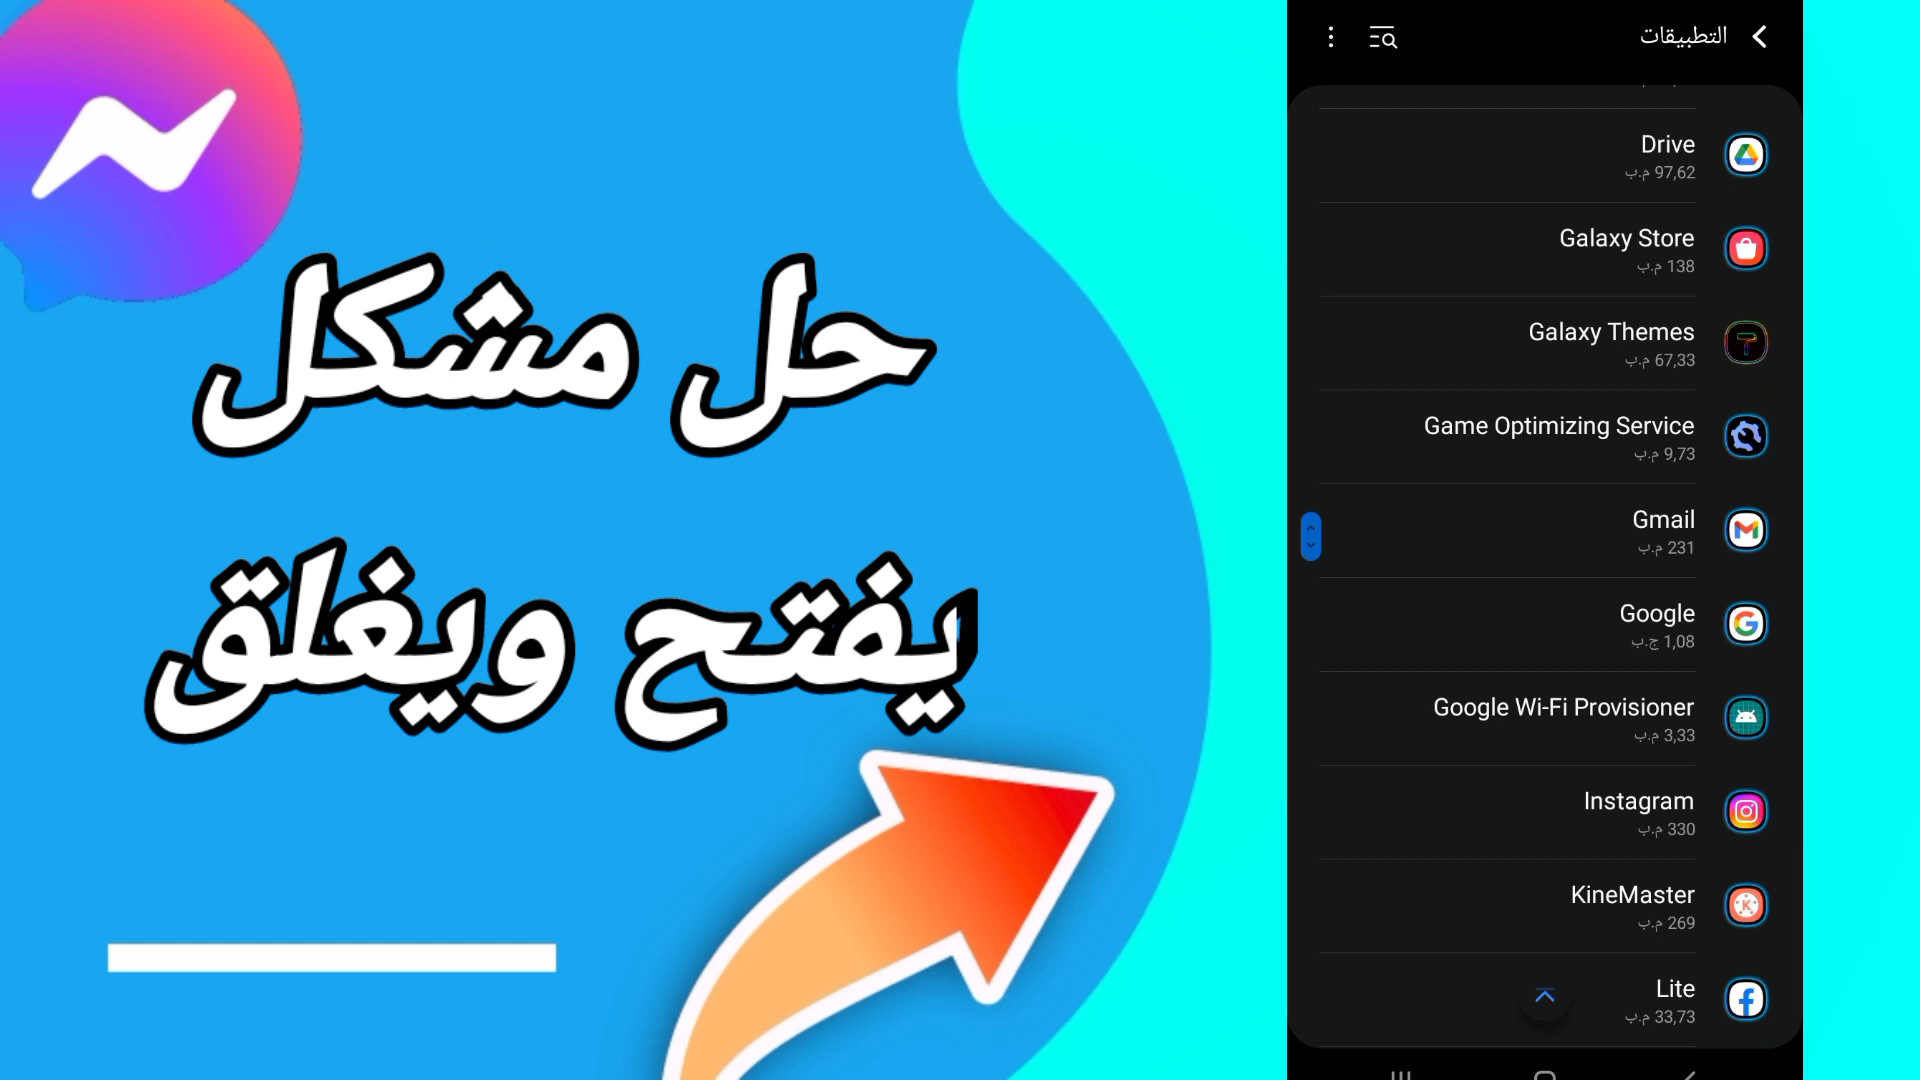 حل مشكل
يفتح ويغلق
التطبيقات
Drive
97,62 م.ب
Galaxy Store
138 م.ب
Galaxy Themes
67,33 م.ب
Game Optimizing Service
9,73 م.ب
Gmail
231 م.ب
Google
1,08 ج.ب
Google Wi-Fi Provisioner
3,33 م.ب
Instagram
330 م.ب
KineMaster
269 م.ب
Lite
33,73 م.ب